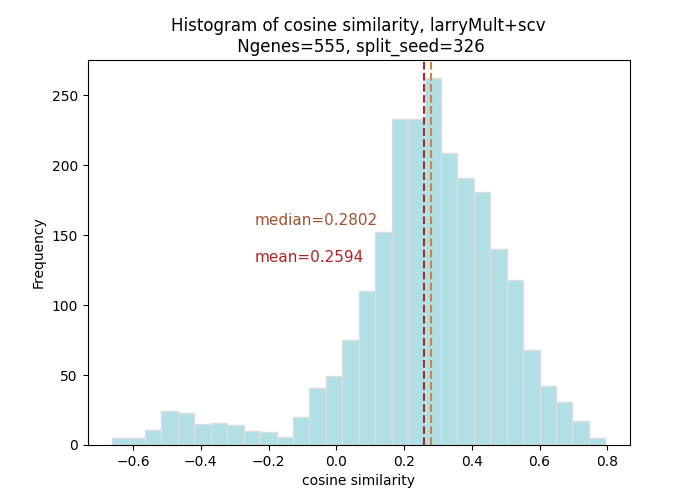 Histogram of cosine similarity, larryMult+scv
Ngenes=555, split_seed=326
250
200
150
100
50
0
Frequency
median=0.2802
mean=0.2594
−0.6 −0.4 −0.2 0.0 0.2 0.4 0.6 0.8
cosine similarity